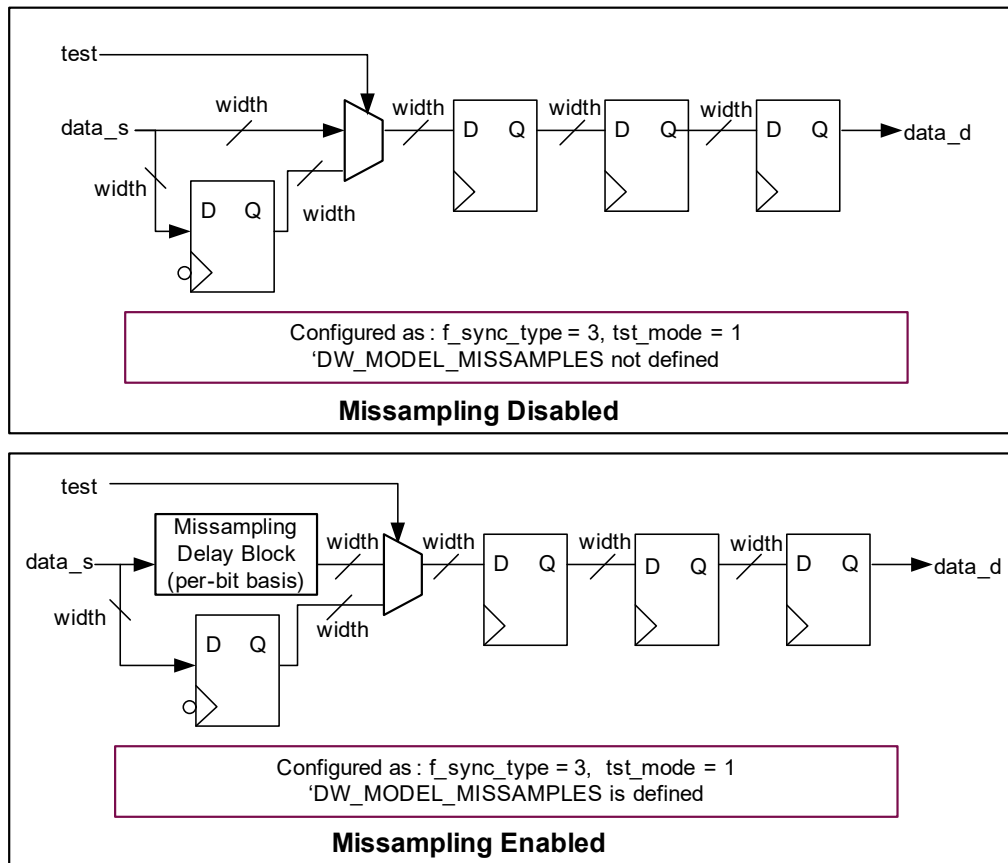 test
width
width
width
width
data_s
D Q
D Q
D Q
data_d
width
D Q
width
Configured as: f_sync_type = 3, tst_mode = 1
‘DW_MODEL_MISSAMPLES not defined
Missampling Disabled
test
Missampling
Delay Block
(per-bit basis)
width
width
width
width
data_s
D Q
D Q
D Q
data_d
width
width
D Q
Configured as: f_sync_type = 3, tst_mode = 1
‘DW_MODEL_MISSAMPLES is defined
Missampling Enabled